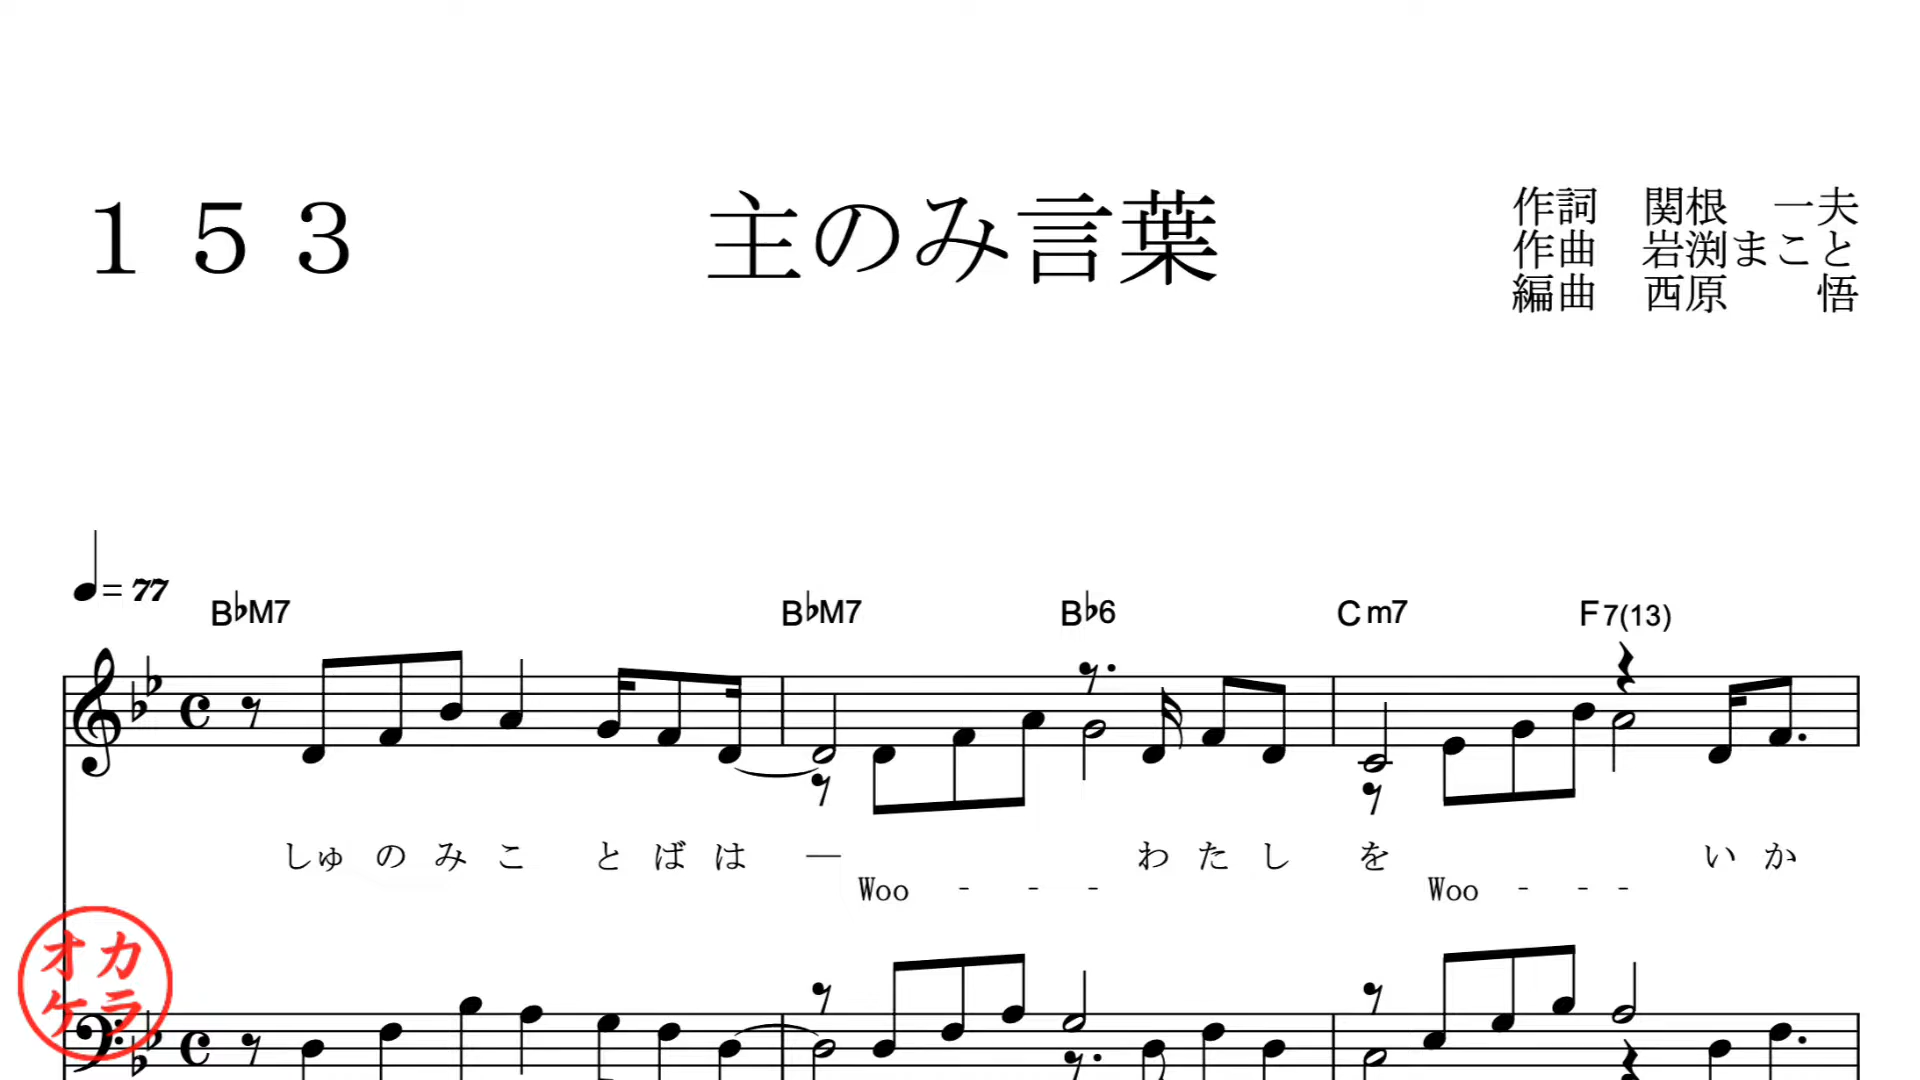 １５３
主のみ言葉
作詞　関根　一夫
作曲　岩渕まこと
編曲　西原　　悟
= 77
B♭M7 B♭M7 B♭6 Cm7 F7(13)
しゅ の み こ と ば は ― わ た し を い か
Woo - - - Woo - - -
カラ
オケ